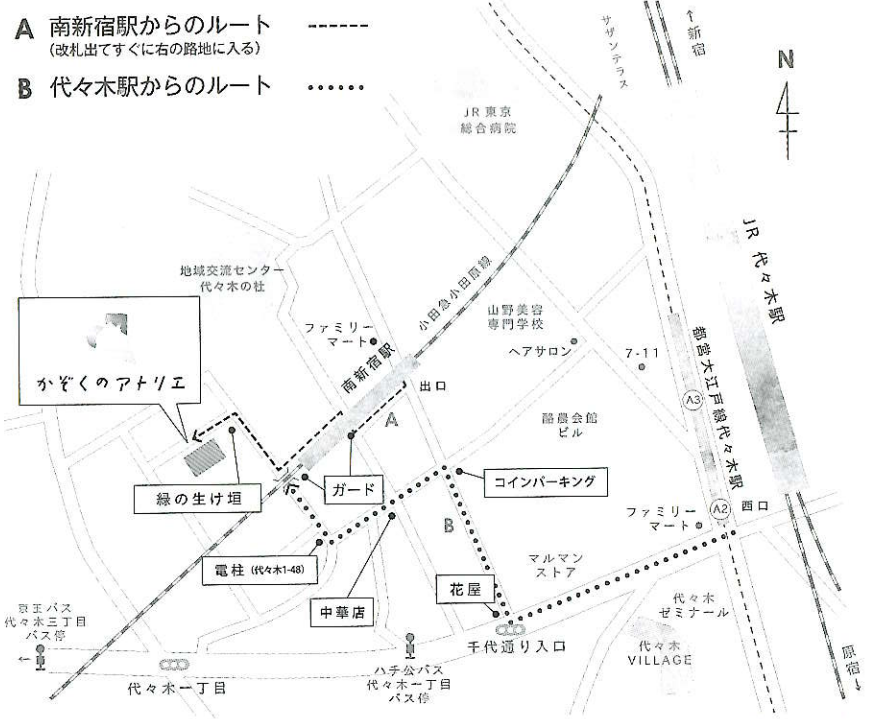 A 南新宿駅からのルート
(改札出てすぐに右の路地に入る)
B 代々木駅からのルート
サザンテラス
↑新宿
N
JR東京
総合病院
地域交流センター
代々木の杜
小田急小田原線
JR 代々木駅
かぞくのアトリエ
ファミリー
マート
南新宿駅
山野美容
専門学校
ヘアサロン
7-11
都営大江戸線代々木駅
出口
A
A3
酪農会館
ビル
緑の生け垣
ガード
コインパーキング
B
ファミリー
マート
A2
西口
電柱 (代々木1-48)
中華店
花屋
マルマン
ストア
代々木
ゼミナール
京王バス
代々木三丁目
バス停
←
代々木一丁目
ハチ公バス
代々木一丁目
バス停
千代通り入口
代々木
VILLAGE
原宿↓